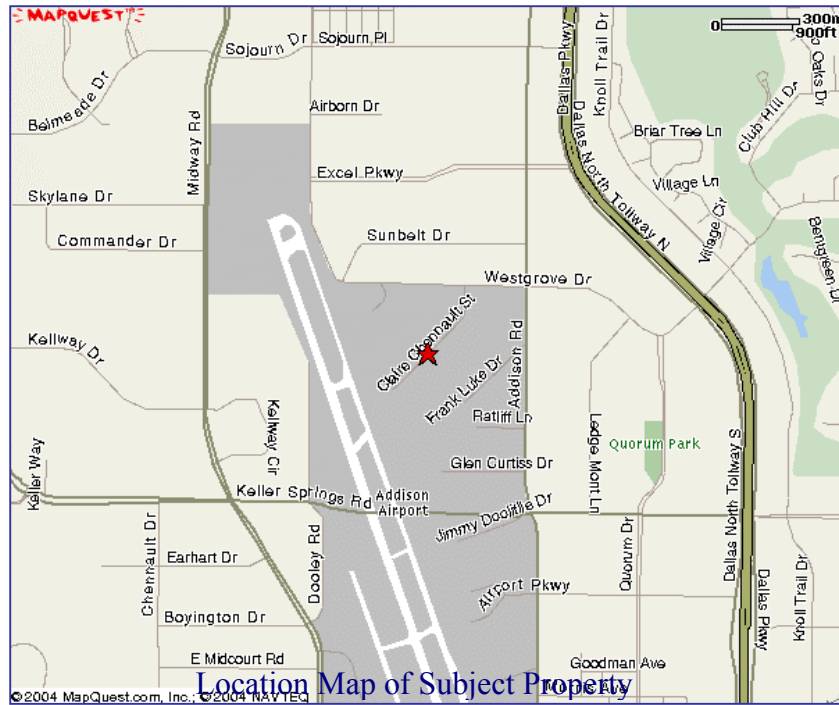 MAPQUEST
Sojourn Dr
Sojourn Pl
300m
900ft
0
Dallas Pkwy
Knoll Trail Dr
o Oaks Dr
Club Hill Dr
Belmeade Dr
Midway Rd
Airborn Dr
Dallas North Tollway N
Briar Tree Ln
Excel Pkwy
Village Ln
Skylane Dr
Village Cir
Commander Dr
Sunbelt Dr
Bentgreen Dr
Westgrove Dr
Claire Chennault St
Addison Rd
Kellway Dr
Frank Luke Dr
Ratliff Ln
Kellway Cir
Ledge Mont Ln
Quorum Park
Glen Curtiss Dr
Keller Way
Keller Springs Rd
Addison
Airport
Jimmy Doolittle Dr
Dallas North Tollway S
Chennault Dr
Earhart Dr
Dooley Rd
Quorum Dr
Airport Pkwy
Dallas Pkwy
Knoll Trail Dr
Boyington Dr
E Midcourt Rd
Goodman Ave
Morris Ave
Location Map of Subject Property
©2004 MapQuest.com, Inc.; ©2004 NAVTEQ